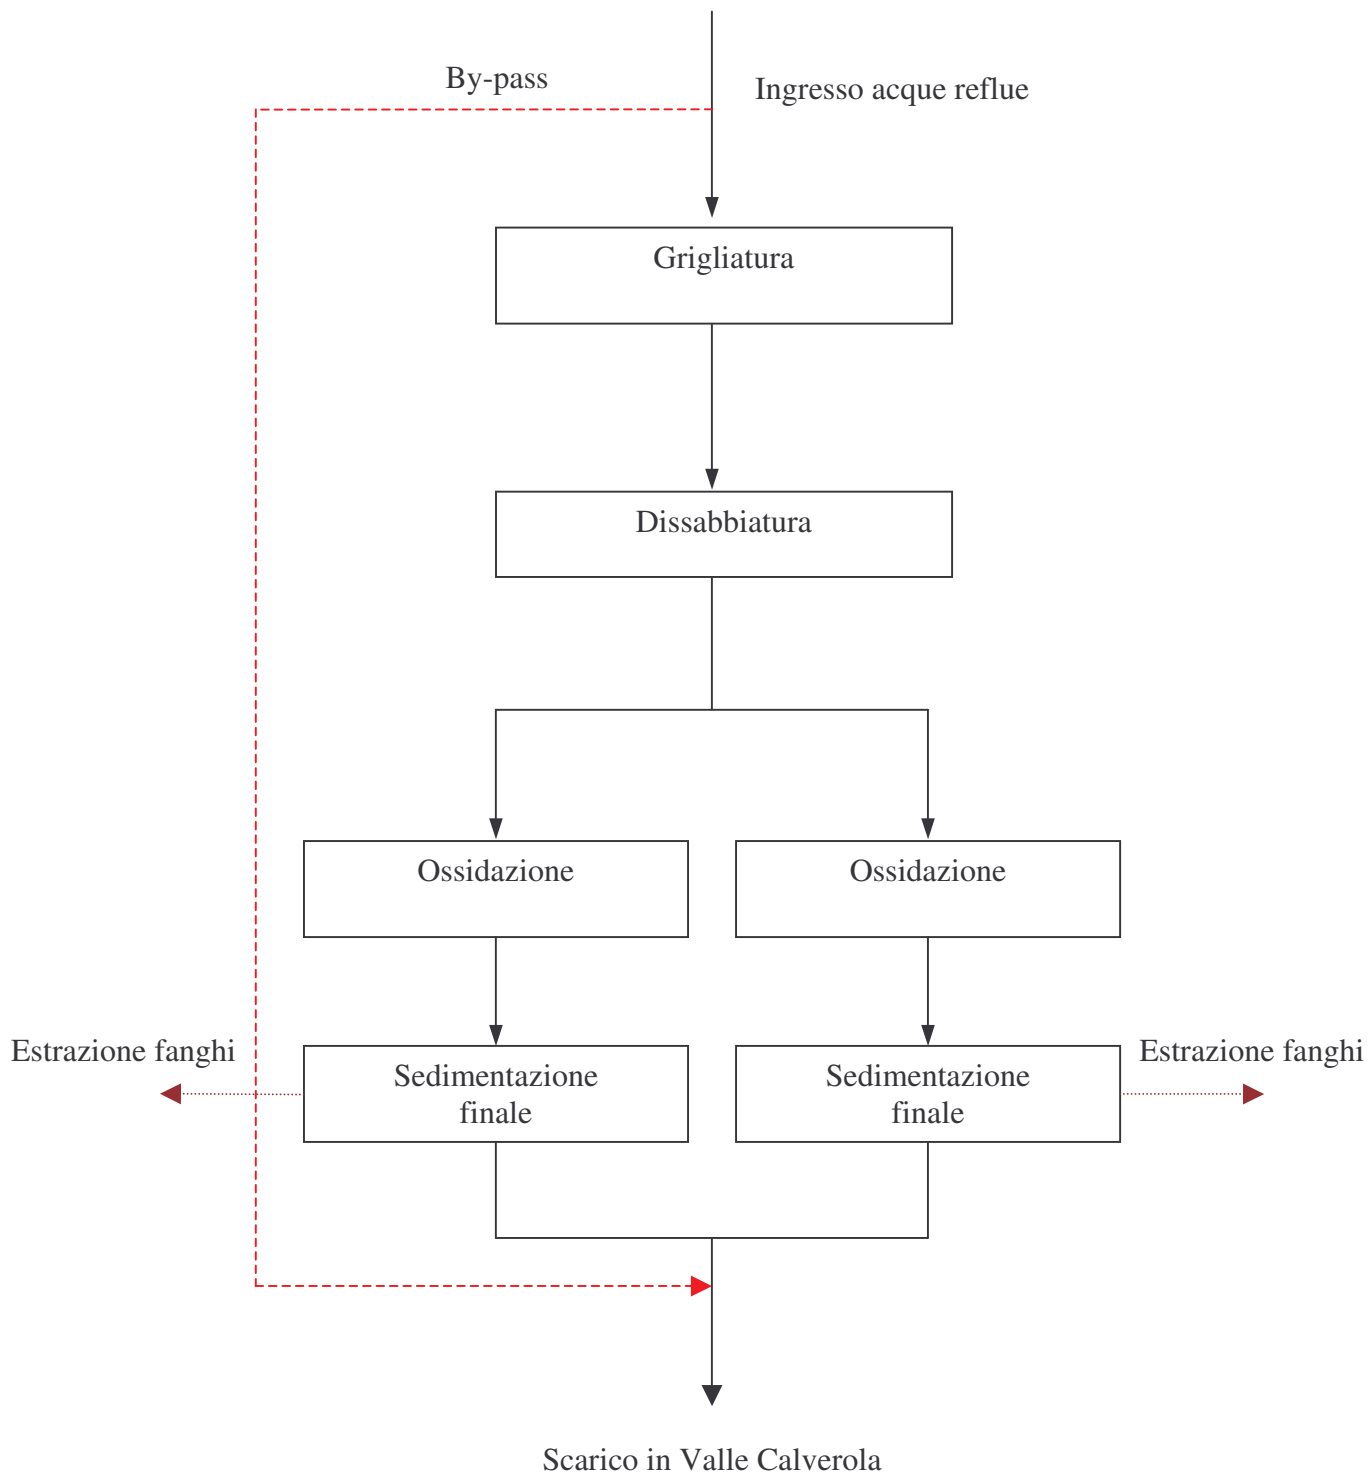 By-pass
Ingresso acque reflue
Grigliatura
Dissabbiatura
Ossidazione
Ossidazione
Estrazione fanghi
Estrazione fanghi
Sedimentazione
finale
Sedimentazione
finale
Scarico in Valle Calverola